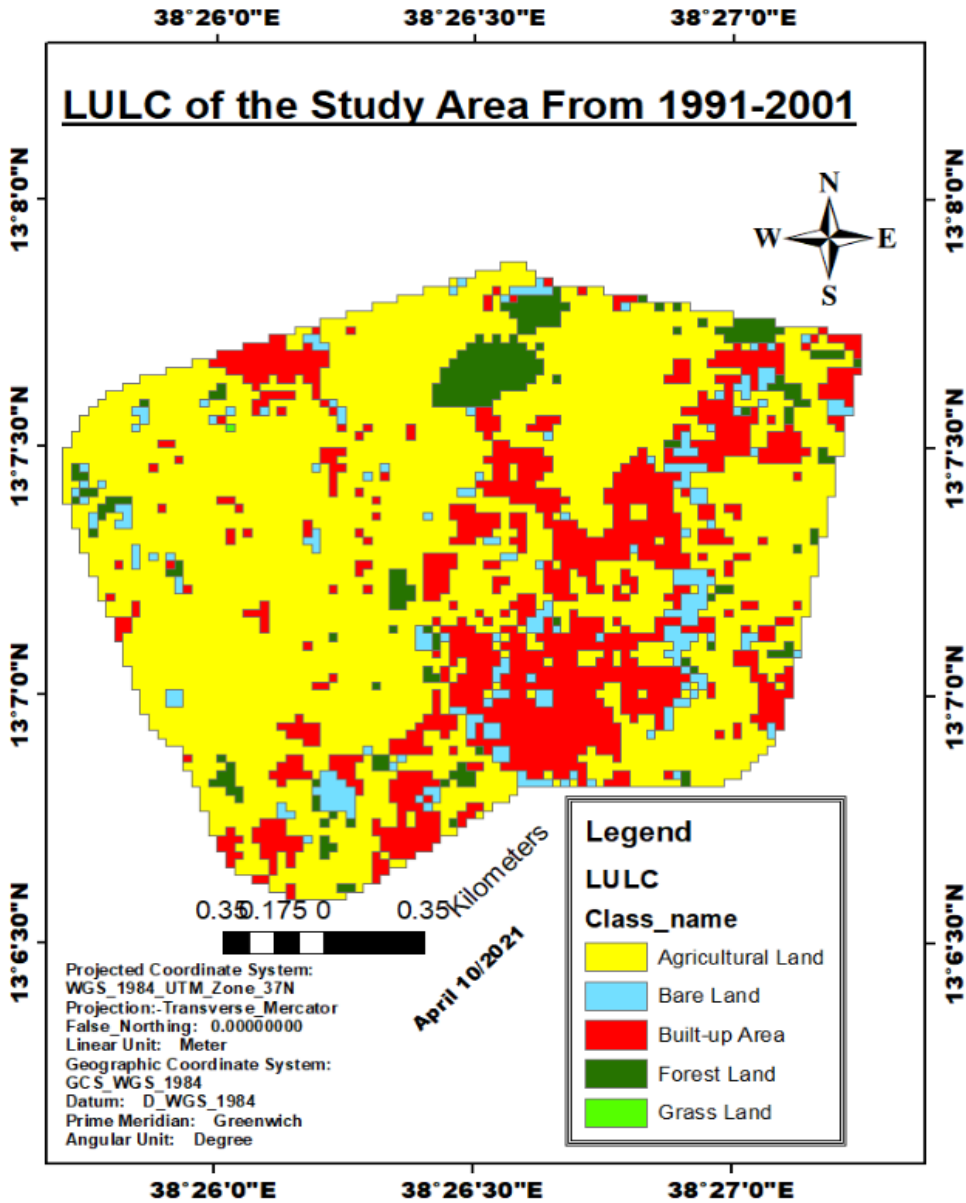 38°26'0"E 38°26'30"E 38°27'0"E
LULC of the Study Area From 1991-2001
13°8'0"N 13°8'0"N
N
W E
S
13°7'30"N 13°7'30"N
13°7'0"N 13°7'0"N
13°6'30"N 13°6'30"N
0.35 0.175 0 0.35 Kilometers
April 10/2021
Projected Coordinate System:
WGS_1984_UTM_Zone_37N
Projection:-Transverse_Mercator
False_Northing: 0.00000000
Linear Unit: Meter
Geographic Coordinate System:
GCS_WGS_1984
Datum: D_WGS_1984
Prime Meridian: Greenwich
Angular Unit: Degree
Legend
LULC
Class_name
Agricultural Land
Bare Land
Built-up Area
Forest Land
Grass Land
38°26'0"E 38°26'30"E 38°27'0"E